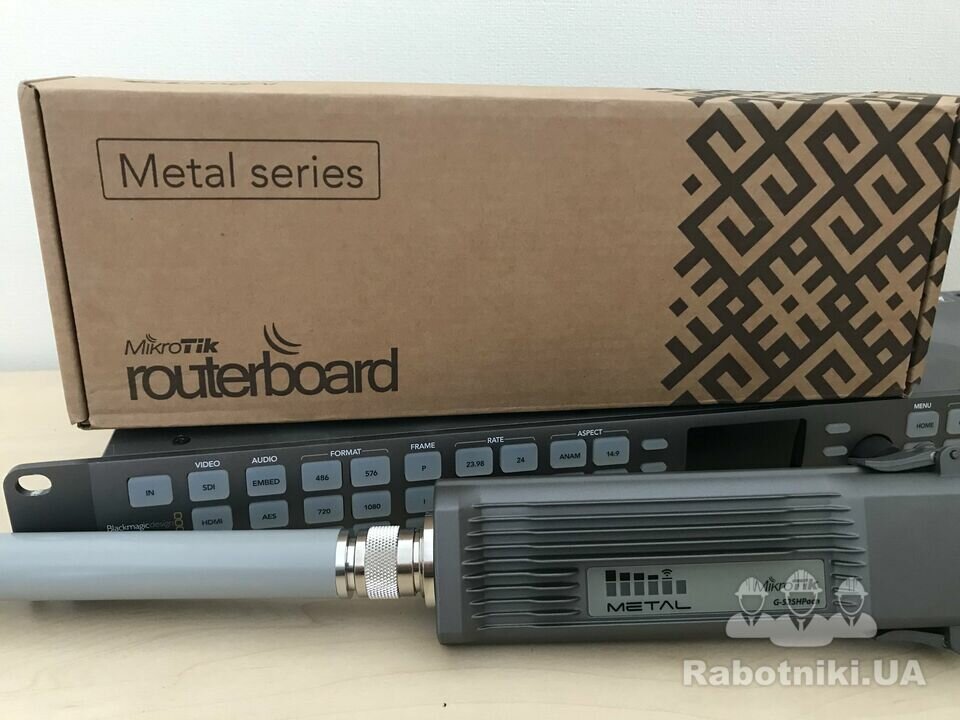 Metal series
MikroTik
routerboard
MENU
HOME
VIDEO AUDIO FORMAT FRAME RATE ASPECT
IN SDI EMBED 486 576 P 23.98 24 ANAM 14:9
HDMI AES 720 1080 I
Blackmagicdesign
MikroTik
METAL
Rabotniki.UA